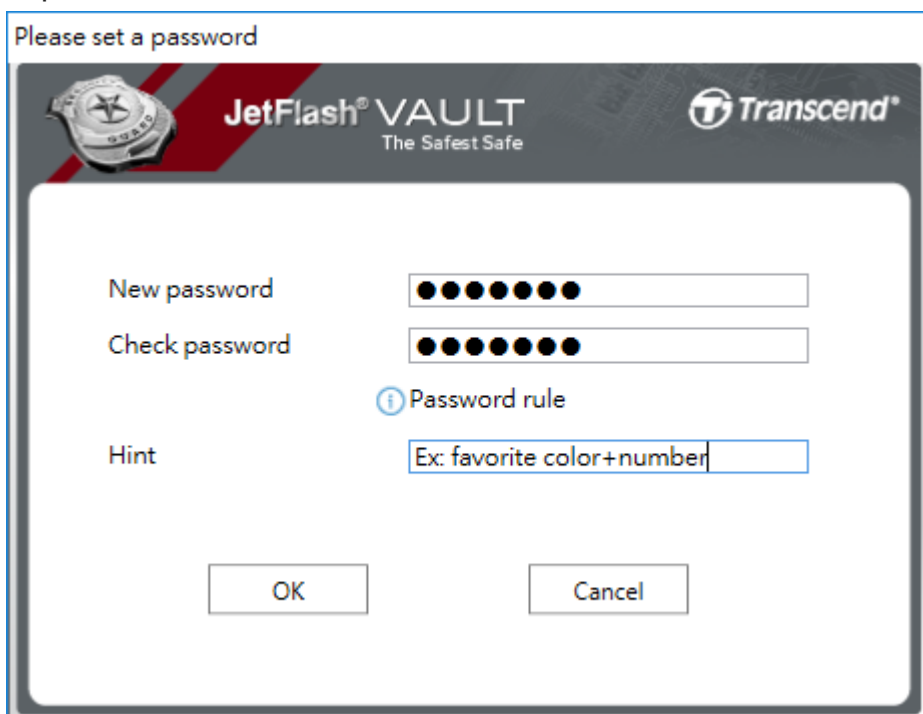 Please set a password
JetFlash® VAULT
The Safest Safe
Transcend®
New password
Check password
Password rule
Hint
Ex: favorite color+number
OK
Cancel